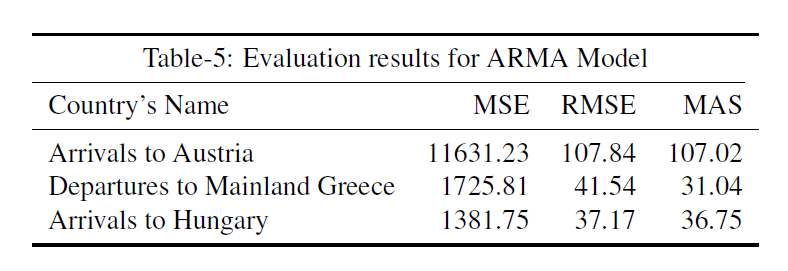 Table-5: Evaluation results for ARMA Model
Country's Name MSE RMSE MAS
Arrivals to Austria 11631.23 107.84 107.02
Departures to Mainland Greece 1725.81 41.54 31.04
Arrivals to Hungary 1381.75 37.17 36.75